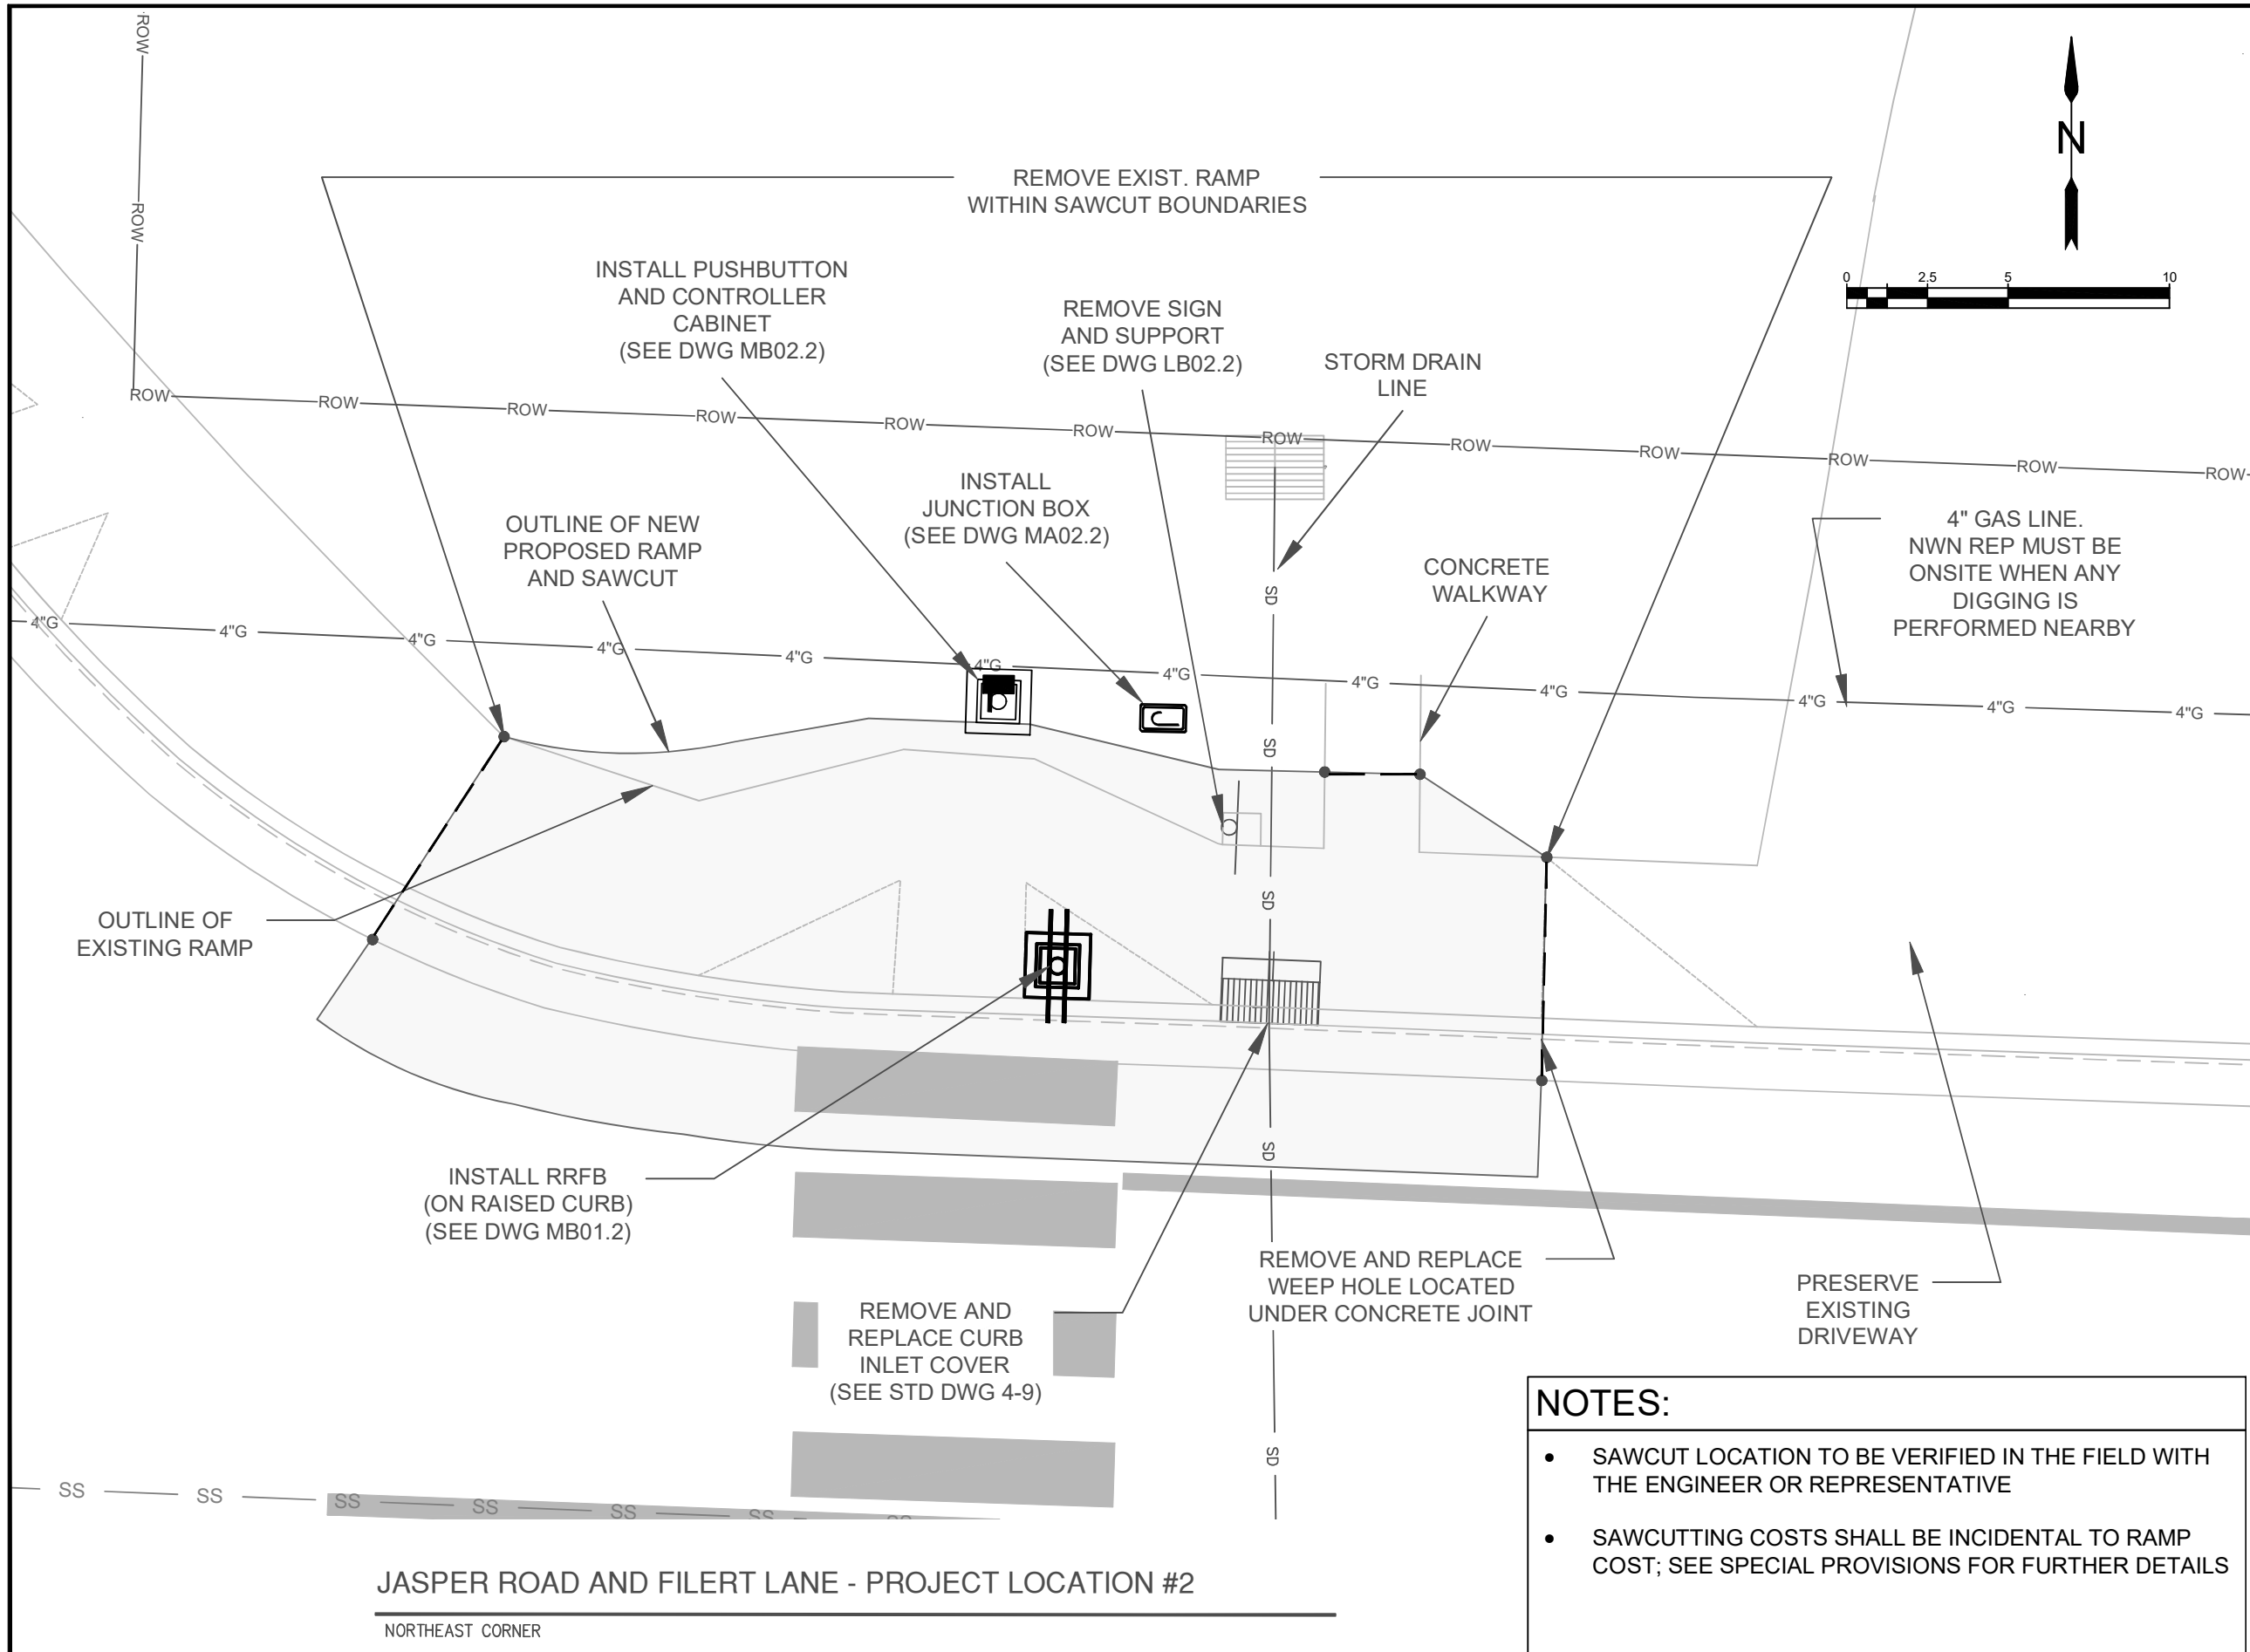 ROW
ROW
N
0 2.5 5 10
REMOVE EXIST. RAMP
WITHIN SAWCUT BOUNDARIES
INSTALL PUSHBUTTON
AND CONTROLLER
CABINET
(SEE DWG MB02.2)
REMOVE SIGN
AND SUPPORT
(SEE DWG LB02.2)
STORM DRAIN
LINE
ROW ROW ROW ROW ROW ROW ROW ROW ROW ROW ROW ROW
INSTALL
JUNCTION BOX
(SEE DWG MA02.2)
OUTLINE OF NEW
PROPOSED RAMP
AND SAWCUT
4" GAS LINE.
NWN REP MUST BE
ONSITE WHEN ANY
DIGGING IS
PERFORMED NEARBY
CONCRETE
WALKWAY
SD
4"G 4"G 4"G 4"G 4"G 4"G 4"G 4"G 4"G 4"G 4"G 4"G
SD
SD
OUTLINE OF
EXISTING RAMP
SD
INSTALL RRFB
(ON RAISED CURB)
(SEE DWG MB01.2)
REMOVE AND REPLACE
WEEP HOLE LOCATED
UNDER CONCRETE JOINT
PRESERVE
EXISTING
DRIVEWAY
REMOVE AND
REPLACE CURB
INLET COVER
(SEE STD DWG 4-9)
SD
SS SS SS SS SS SS SS
NOTES:
• SAWCUT LOCATION TO BE VERIFIED IN THE FIELD WITH
THE ENGINEER OR REPRESENTATIVE
• SAWCUTTING COSTS SHALL BE INCIDENTAL TO RAMP
COST; SEE SPECIAL PROVISIONS FOR FURTHER DETAILS
JASPER ROAD AND FILERT LANE - PROJECT LOCATION #2
NORTHEAST CORNER